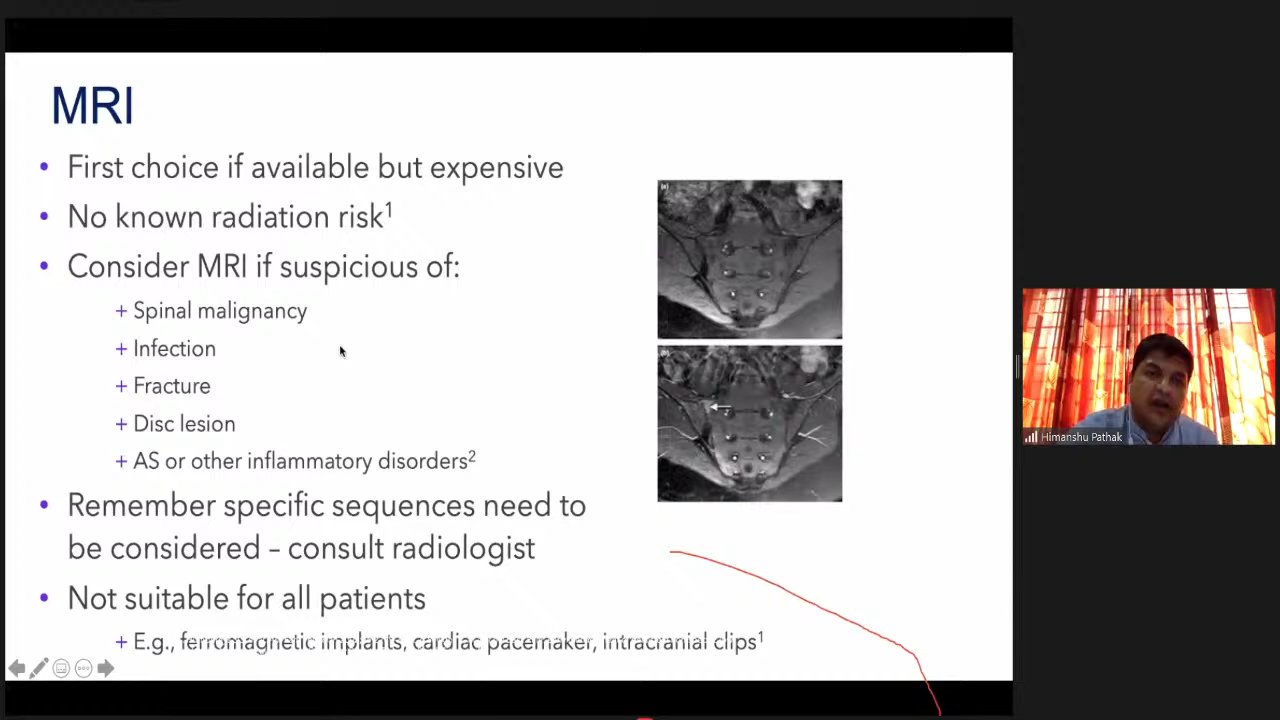 MRI
• First choice if available but expensive
• No known radiation risk¹
• Consider MRI if suspicious of:
+ Spinal malignancy
+ Infection
+ Fracture
+ Disc lesion
+ AS or other inflammatory disorders²
• Remember specific sequences need to
be considered – consult radiologist
• Not suitable for all patients
+ E.g., ferromagnetic implants, cardiac pacemaker, intracranial clips¹
(a)
(b)
Himanshu Pathak